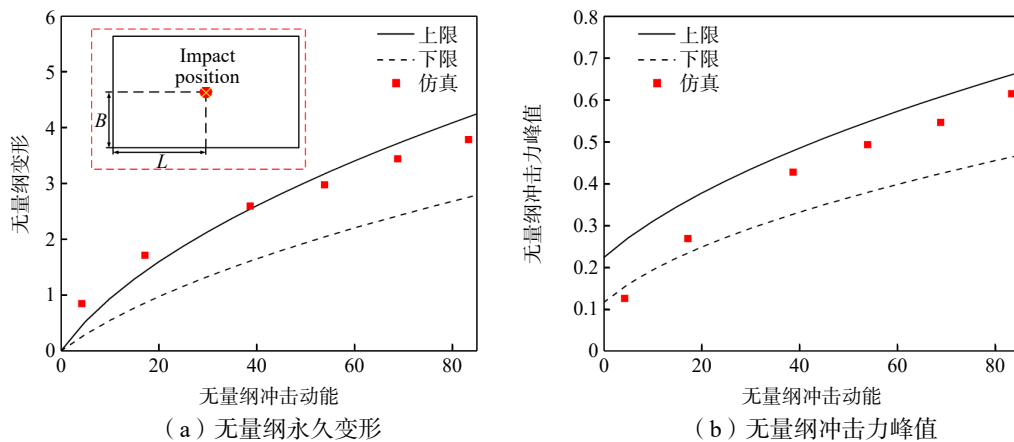 6
5
4
3
2
1
0
无量纲变形
Impact
position
B
L
上限
下限
仿真
0 20 40 60 80
无量纲冲击动能
(a)无量纲永久变形
0.8
0.7
0.6
0.5
0.4
0.3
0.2
0.1
0
无量纲冲击力峰值
上限
下限
仿真
0 20 40 60 80
无量纲冲击动能
(b)无量纲冲击力峰值